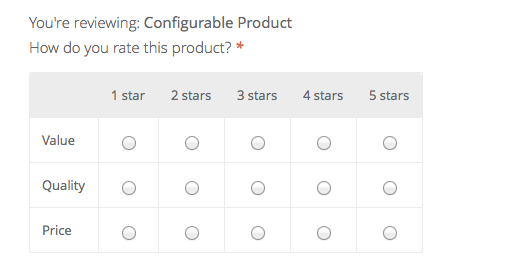 You're reviewing: Configurable Product
How do you rate this product? *
1 star 2 stars 3 stars 4 stars 5 stars
Value
Quality
Price